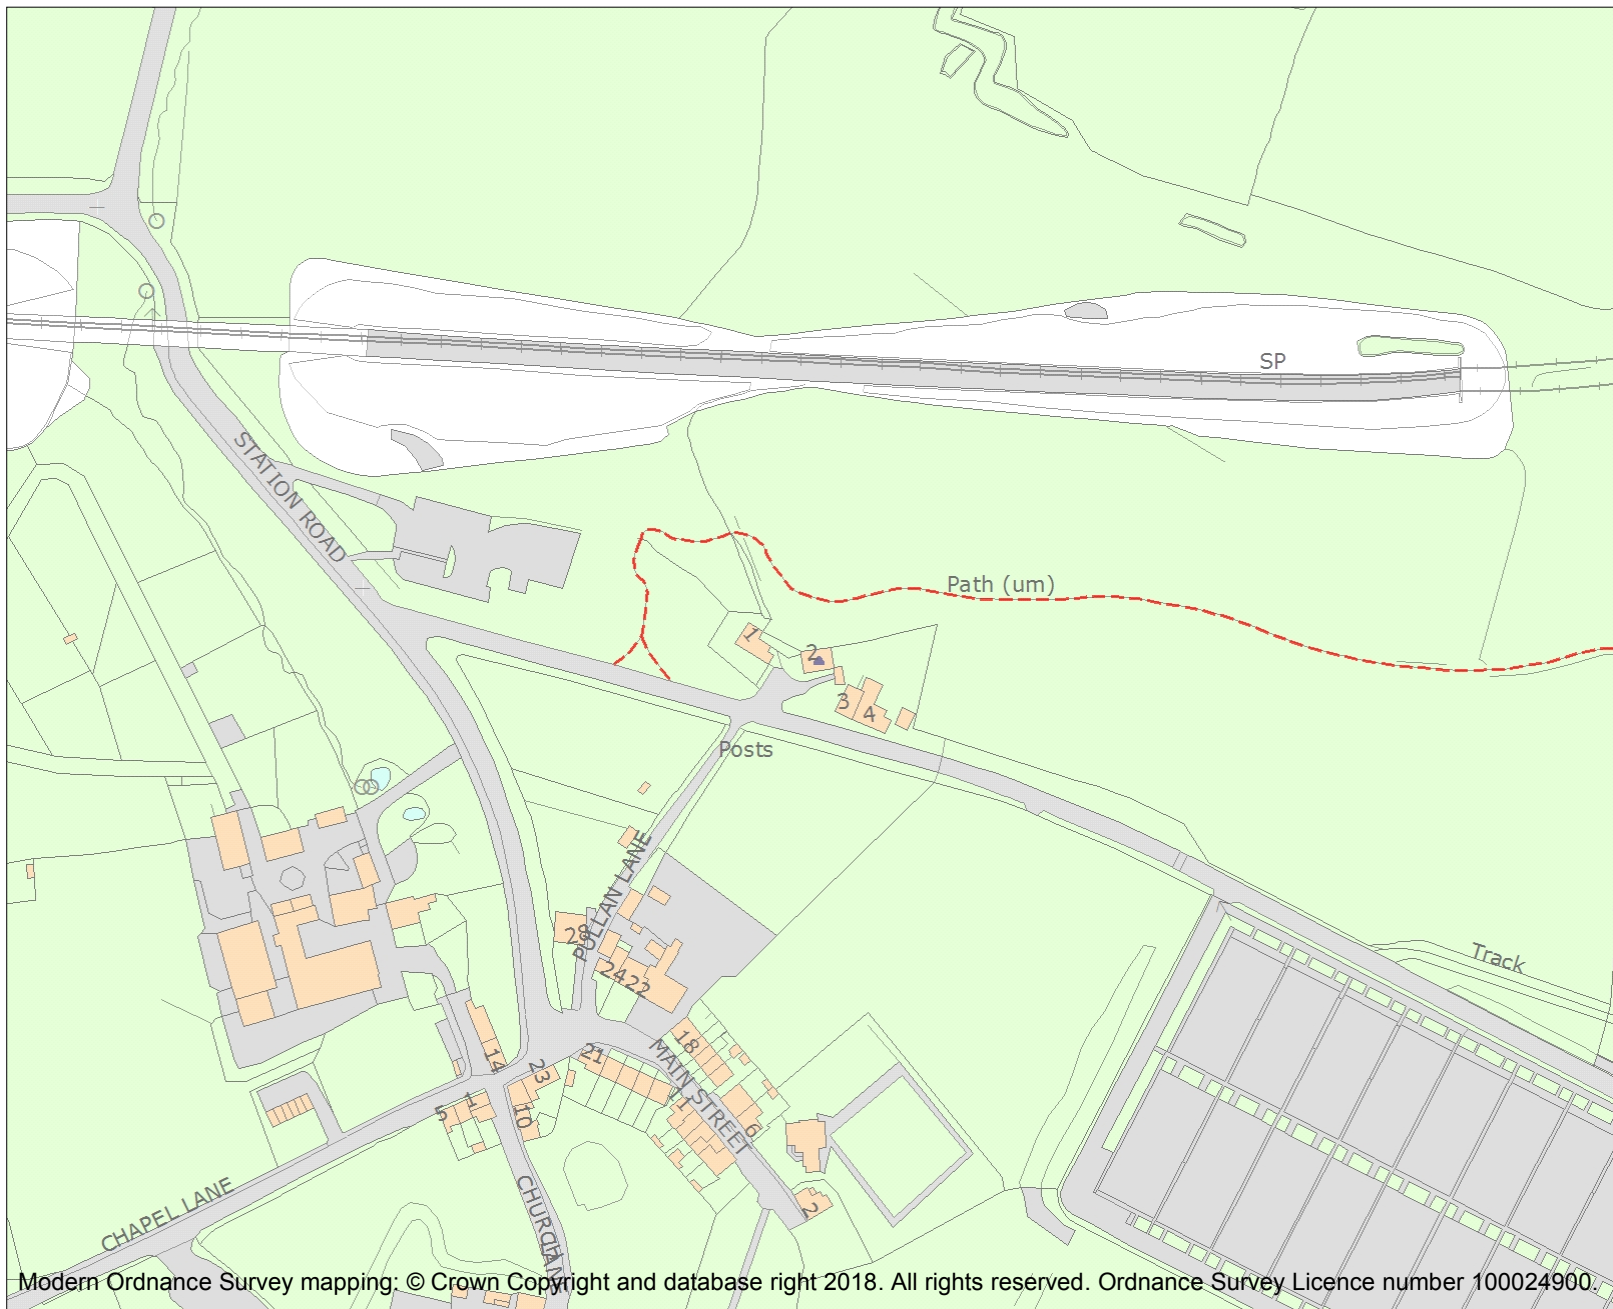 SP
STATION ROAD
Path (um)
1
2
3
4
Posts
PULLAN LANE
28
24
22
Track
18
MAIN STREET
21
14
23
11
5
1
10
6
2
CHAPEL LANE
CHURCH LANE
Modern Ordnance Survey mapping: © Crown Copyright and database right 2018. All rights reserved. Ordnance Survey Licence number 100024900.